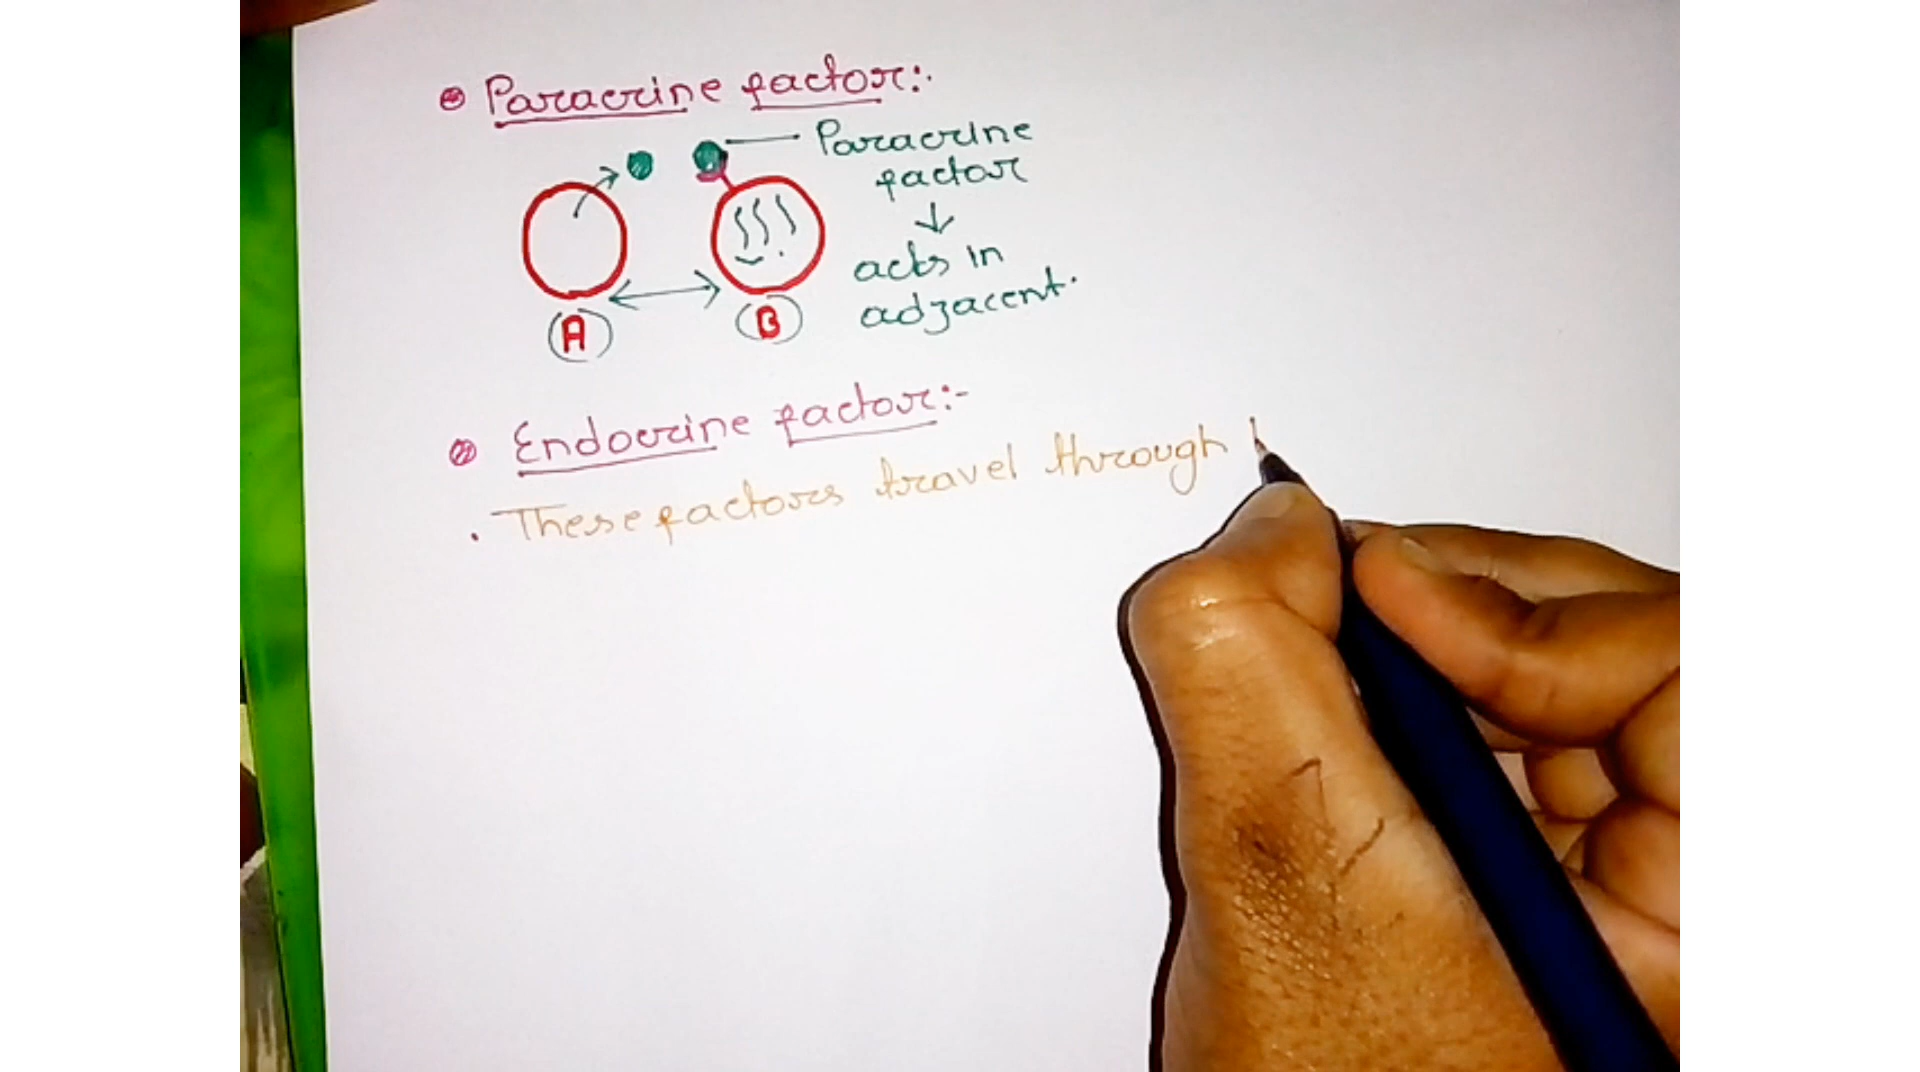 Paracrine factor:-
Paracrine
factor
acts in
adjacent.
A
B
Endocrine factor:-
. These factors travel through